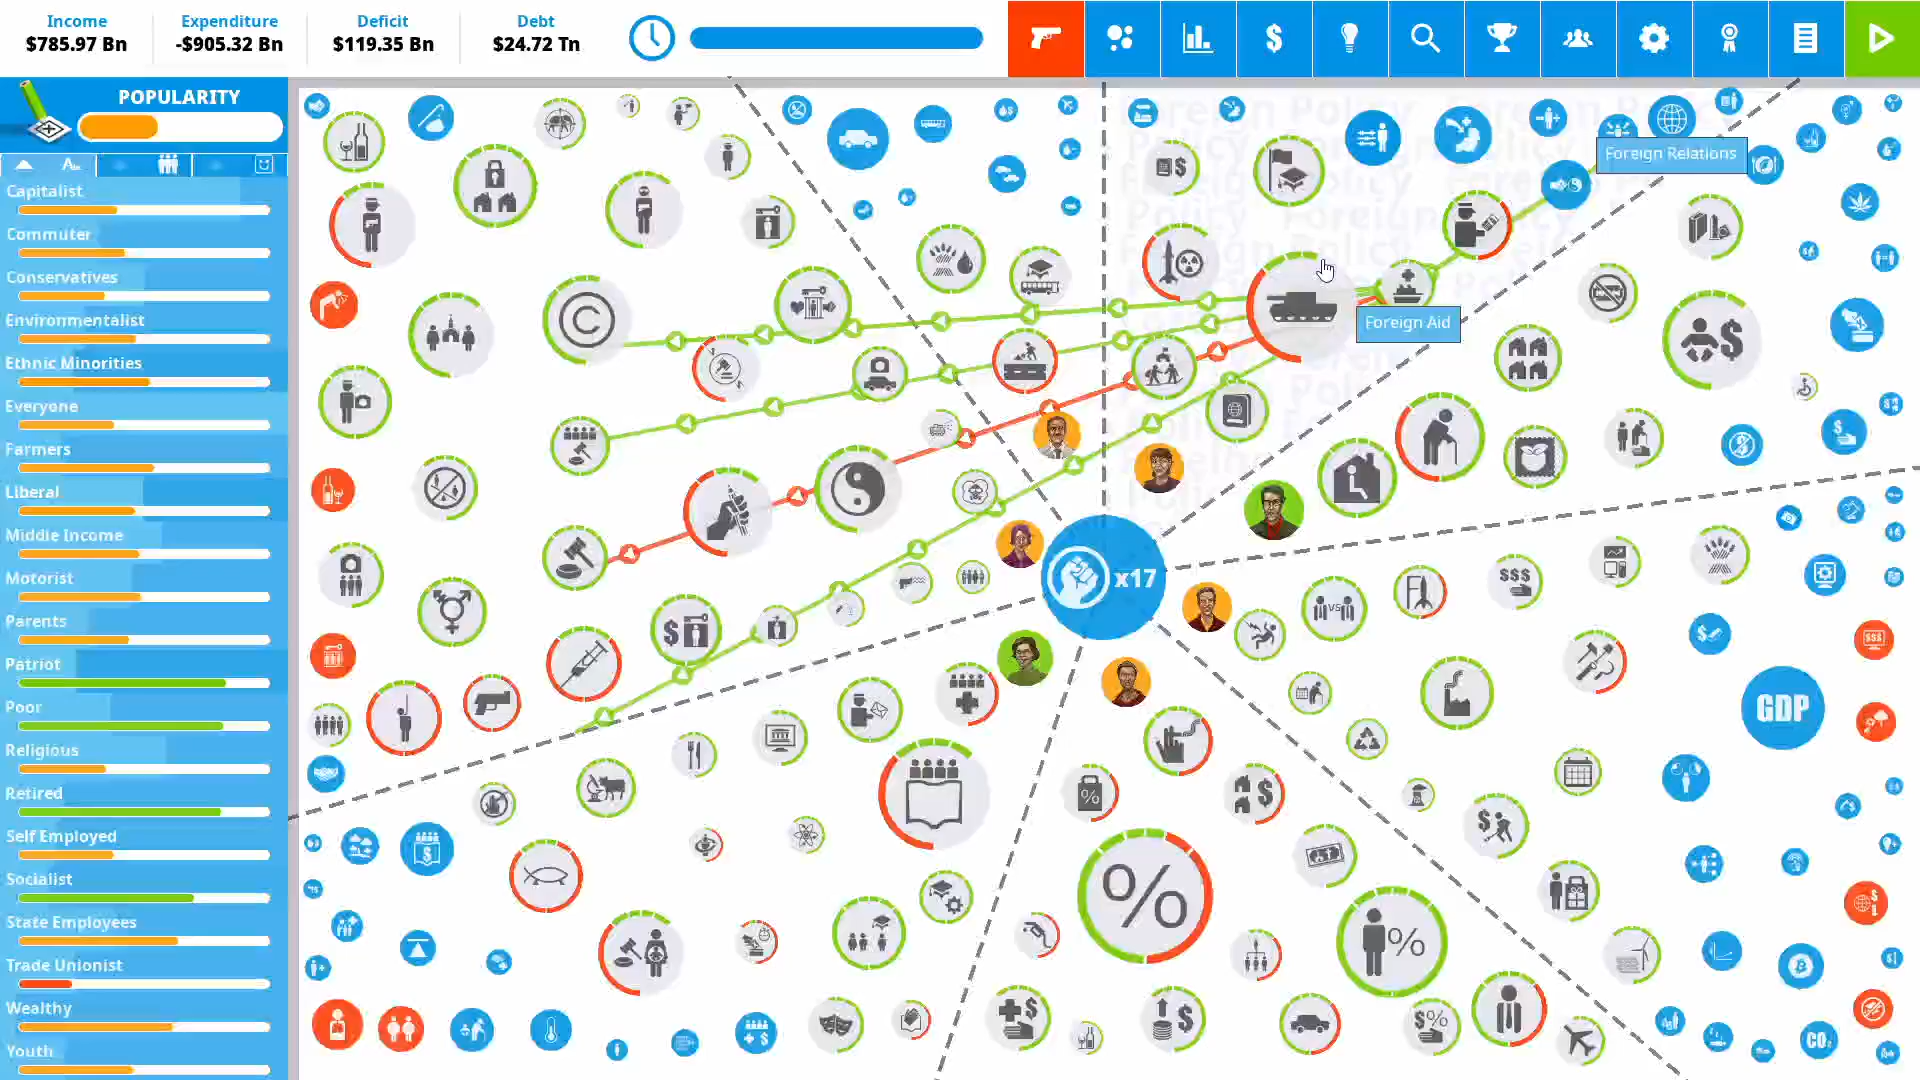 Income
$785.97 Bn
Expenditure
-$905.32 Bn
Deficit
$119.35 Bn
Debt
$24.72 Tn
POPULARITY
Capitalist
Commuter
Conservatives
Environmentalist
Ethnic Minorities
Everyone
Farmers
Liberal
Middle Income
Motorist
Parents
Patriot
Poor
Religious
Retired
Self Employed
Socialist
State Employees
Trade Unionist
Wealthy
Youth
Foreign Relations
Foreign Aid
x17
GDP
CO₂
$$$
VS
%
%